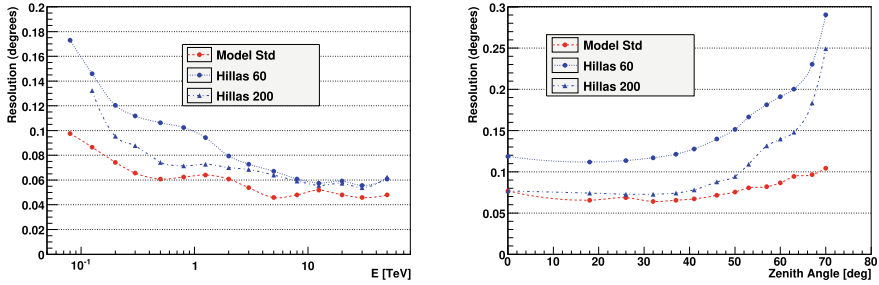 Resolution (degrees)
0.2
0.18
0.16
0.14
0.12
0.1
0.08
0.06
0.04
0.02
0
Model Std
Hillas 60
Hillas 200
10⁻¹ 1 10
E [TeV]
Resolution (degrees)
0.3
0.25
0.2
0.15
0.1
0.05
0
Model Std
Hillas 60
Hillas 200
0 10 20 30 40 50 60 70 80
Zenith Angle [deg]